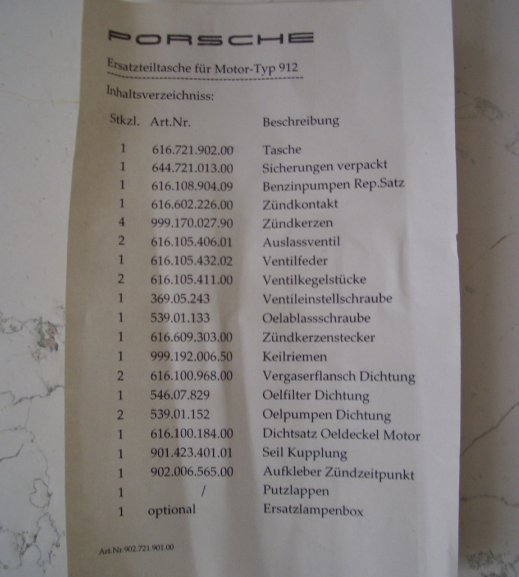 PORSCHE
Ersatzteiltasche für Motor-Typ 912
Inhaltsverzeichniss:
Stkzl. Art.Nr. Beschreibung
1 616.721.902.00 Tasche
1 644.721.013.00 Sicherungen verpackt
1 616.108.904.09 Benzinpumpen Rep.Satz
1 616.602.226.00 Zündkontakt
4 999.170.027.90 Zündkerzen
2 616.105.406.01 Auslassventil
1 616.105.432.02 Ventilfeder
2 616.105.411.00 Ventilkegelstücke
1 369.05.243 Ventileinstellschraube
1 539.01.133 Oelablassschraube
1 616.609.303.00 Zündkerzenstecker
1 999.192.006.50 Keilriemen
2 616.100.968.00 Vergaserflansch Dichtung
1 546.07.829 Oelfilter Dichtung
2 539.01.152 Oelpumpen Dichtung
1 616.100.184.00 Dichtsatz Oeldeckel Motor
1 901.423.401.01 Seil Kupplung
1 902.006.565.00 Aufkleber Zündzeitpunkt
1 / Putzlappen
1 optional Ersatzlampenbox
Art.Nr.902.721.901.00